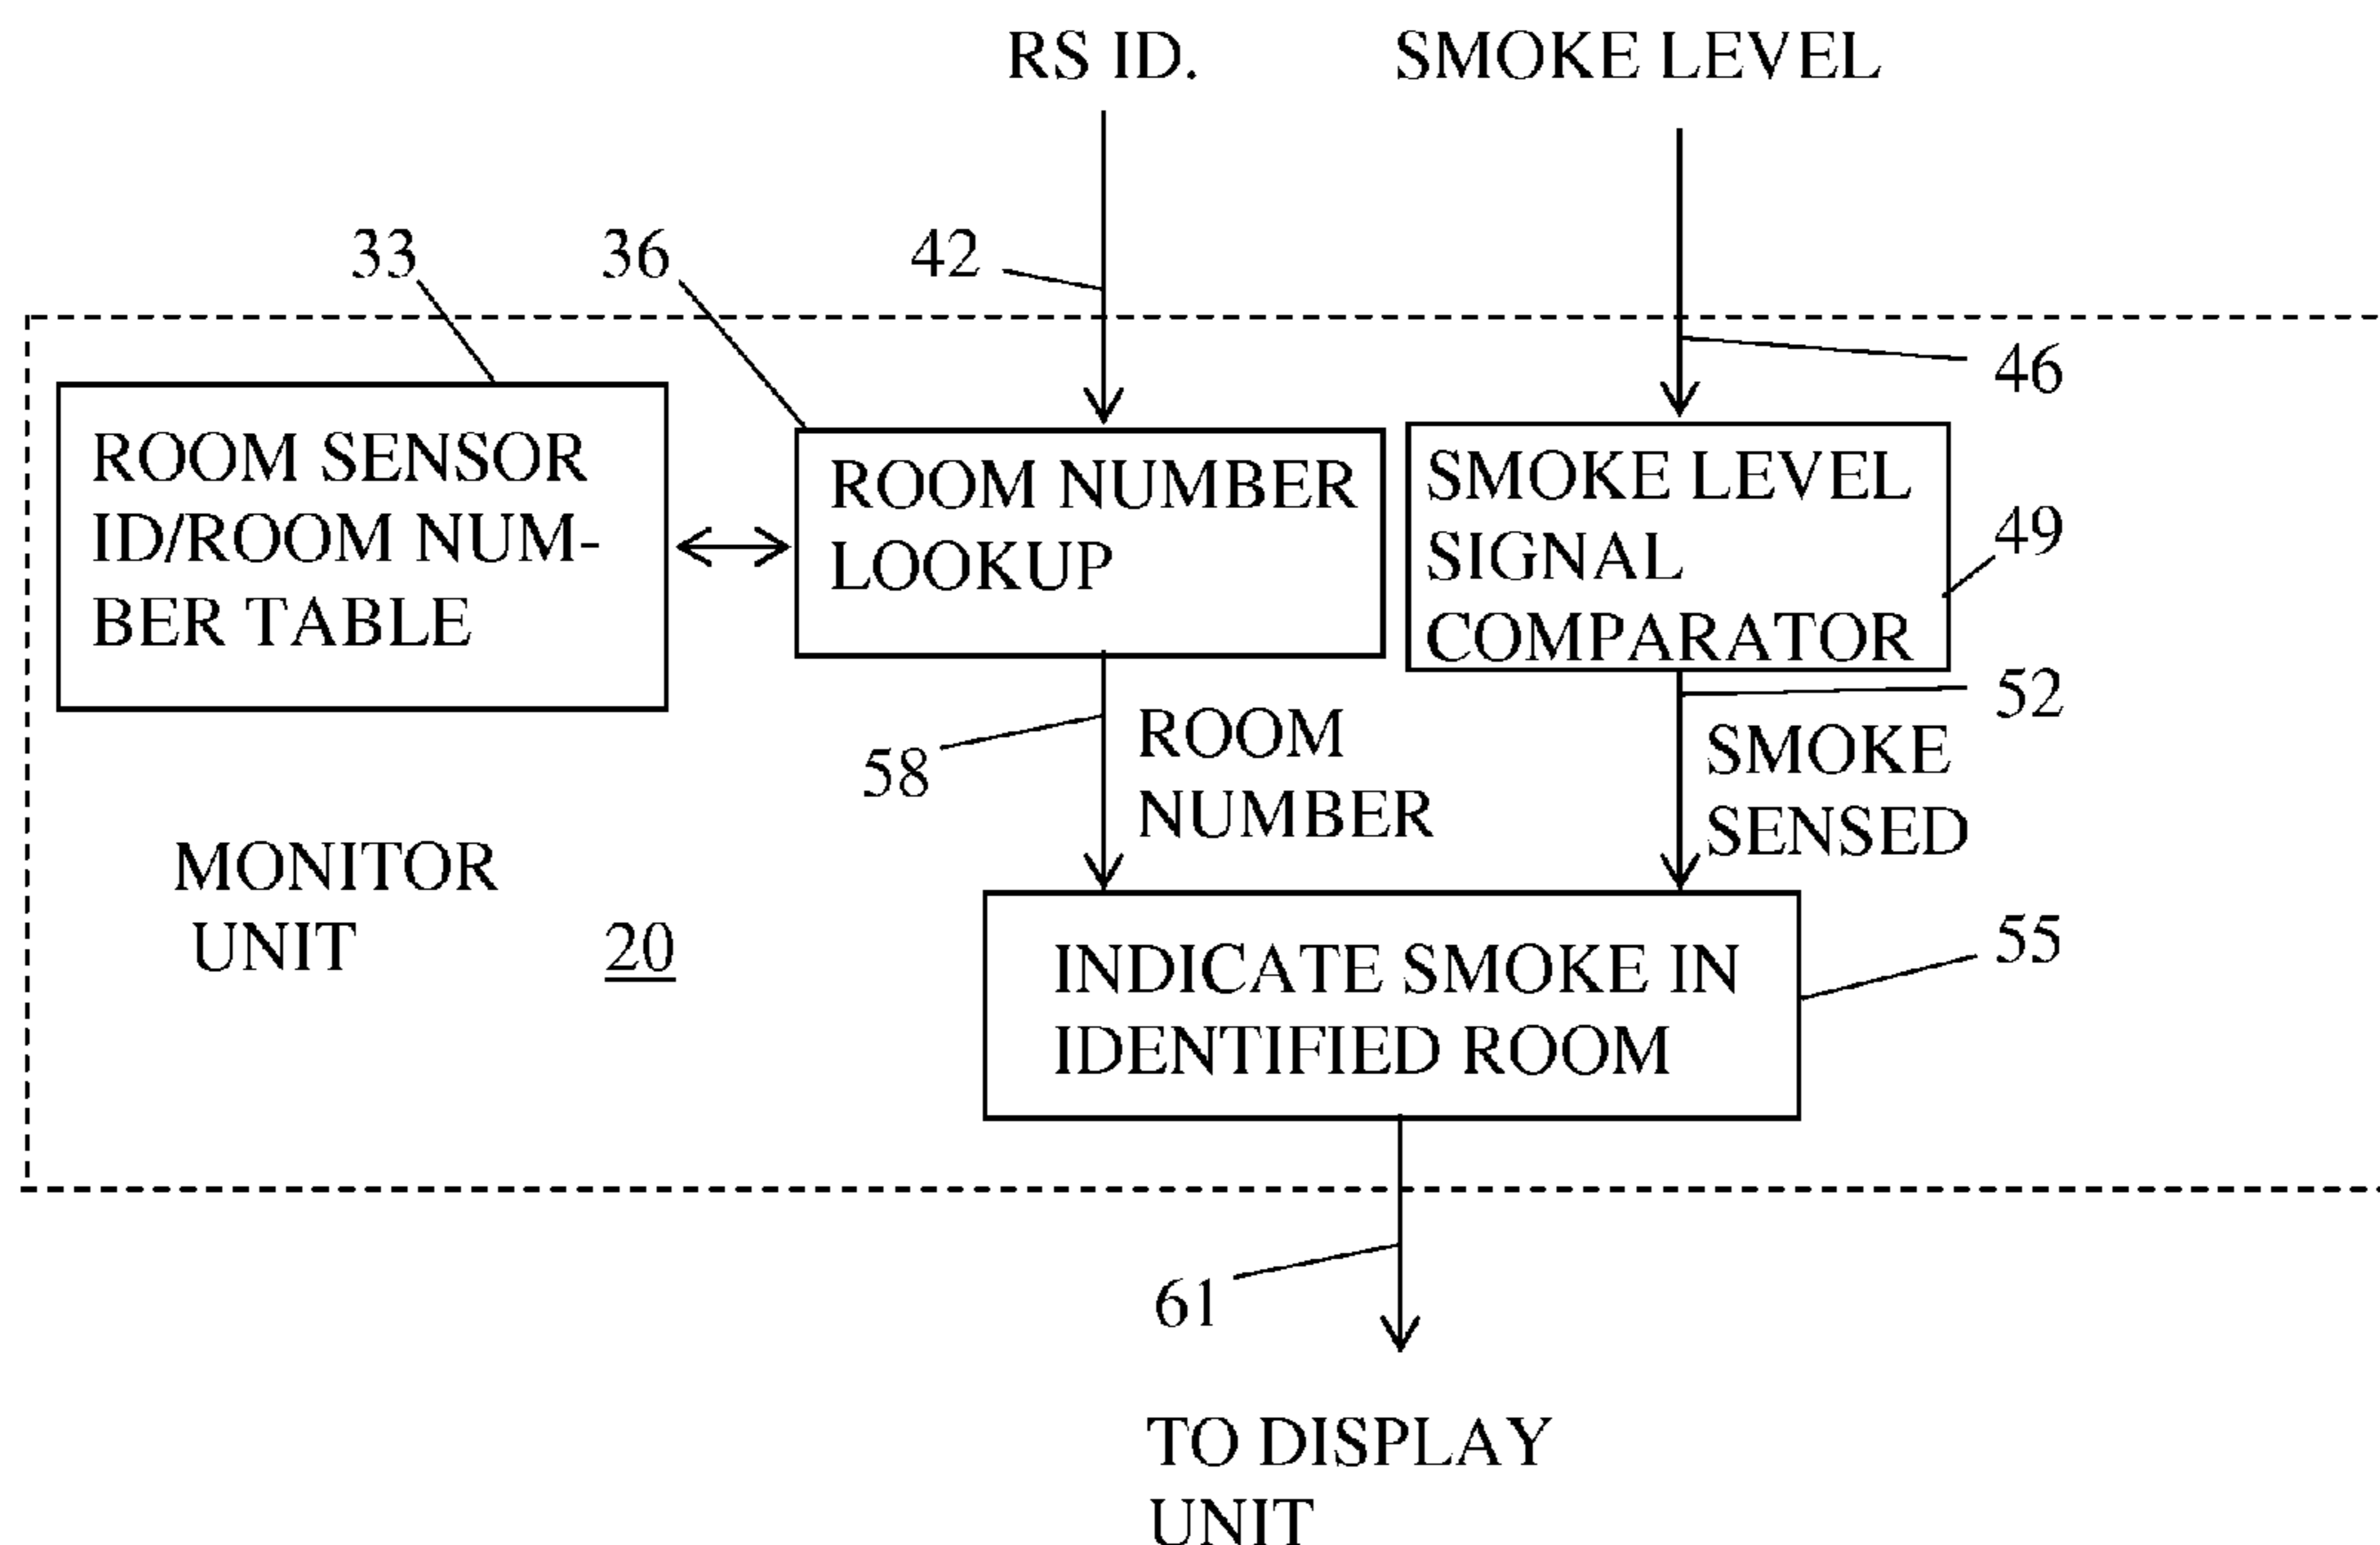 RS ID.
SMOKE LEVEL
33
36
42
46
ROOM SENSOR
ID/ROOM NUM-
BER TABLE
ROOM NUMBER
LOOKUP
SMOKE LEVEL
SIGNAL
COMPARATOR
49
52
58
ROOM
NUMBER
SMOKE
SENSED
MONITOR
UNIT
20
INDICATE SMOKE IN
IDENTIFIED ROOM
55
61
TO DISPLAY
UNIT